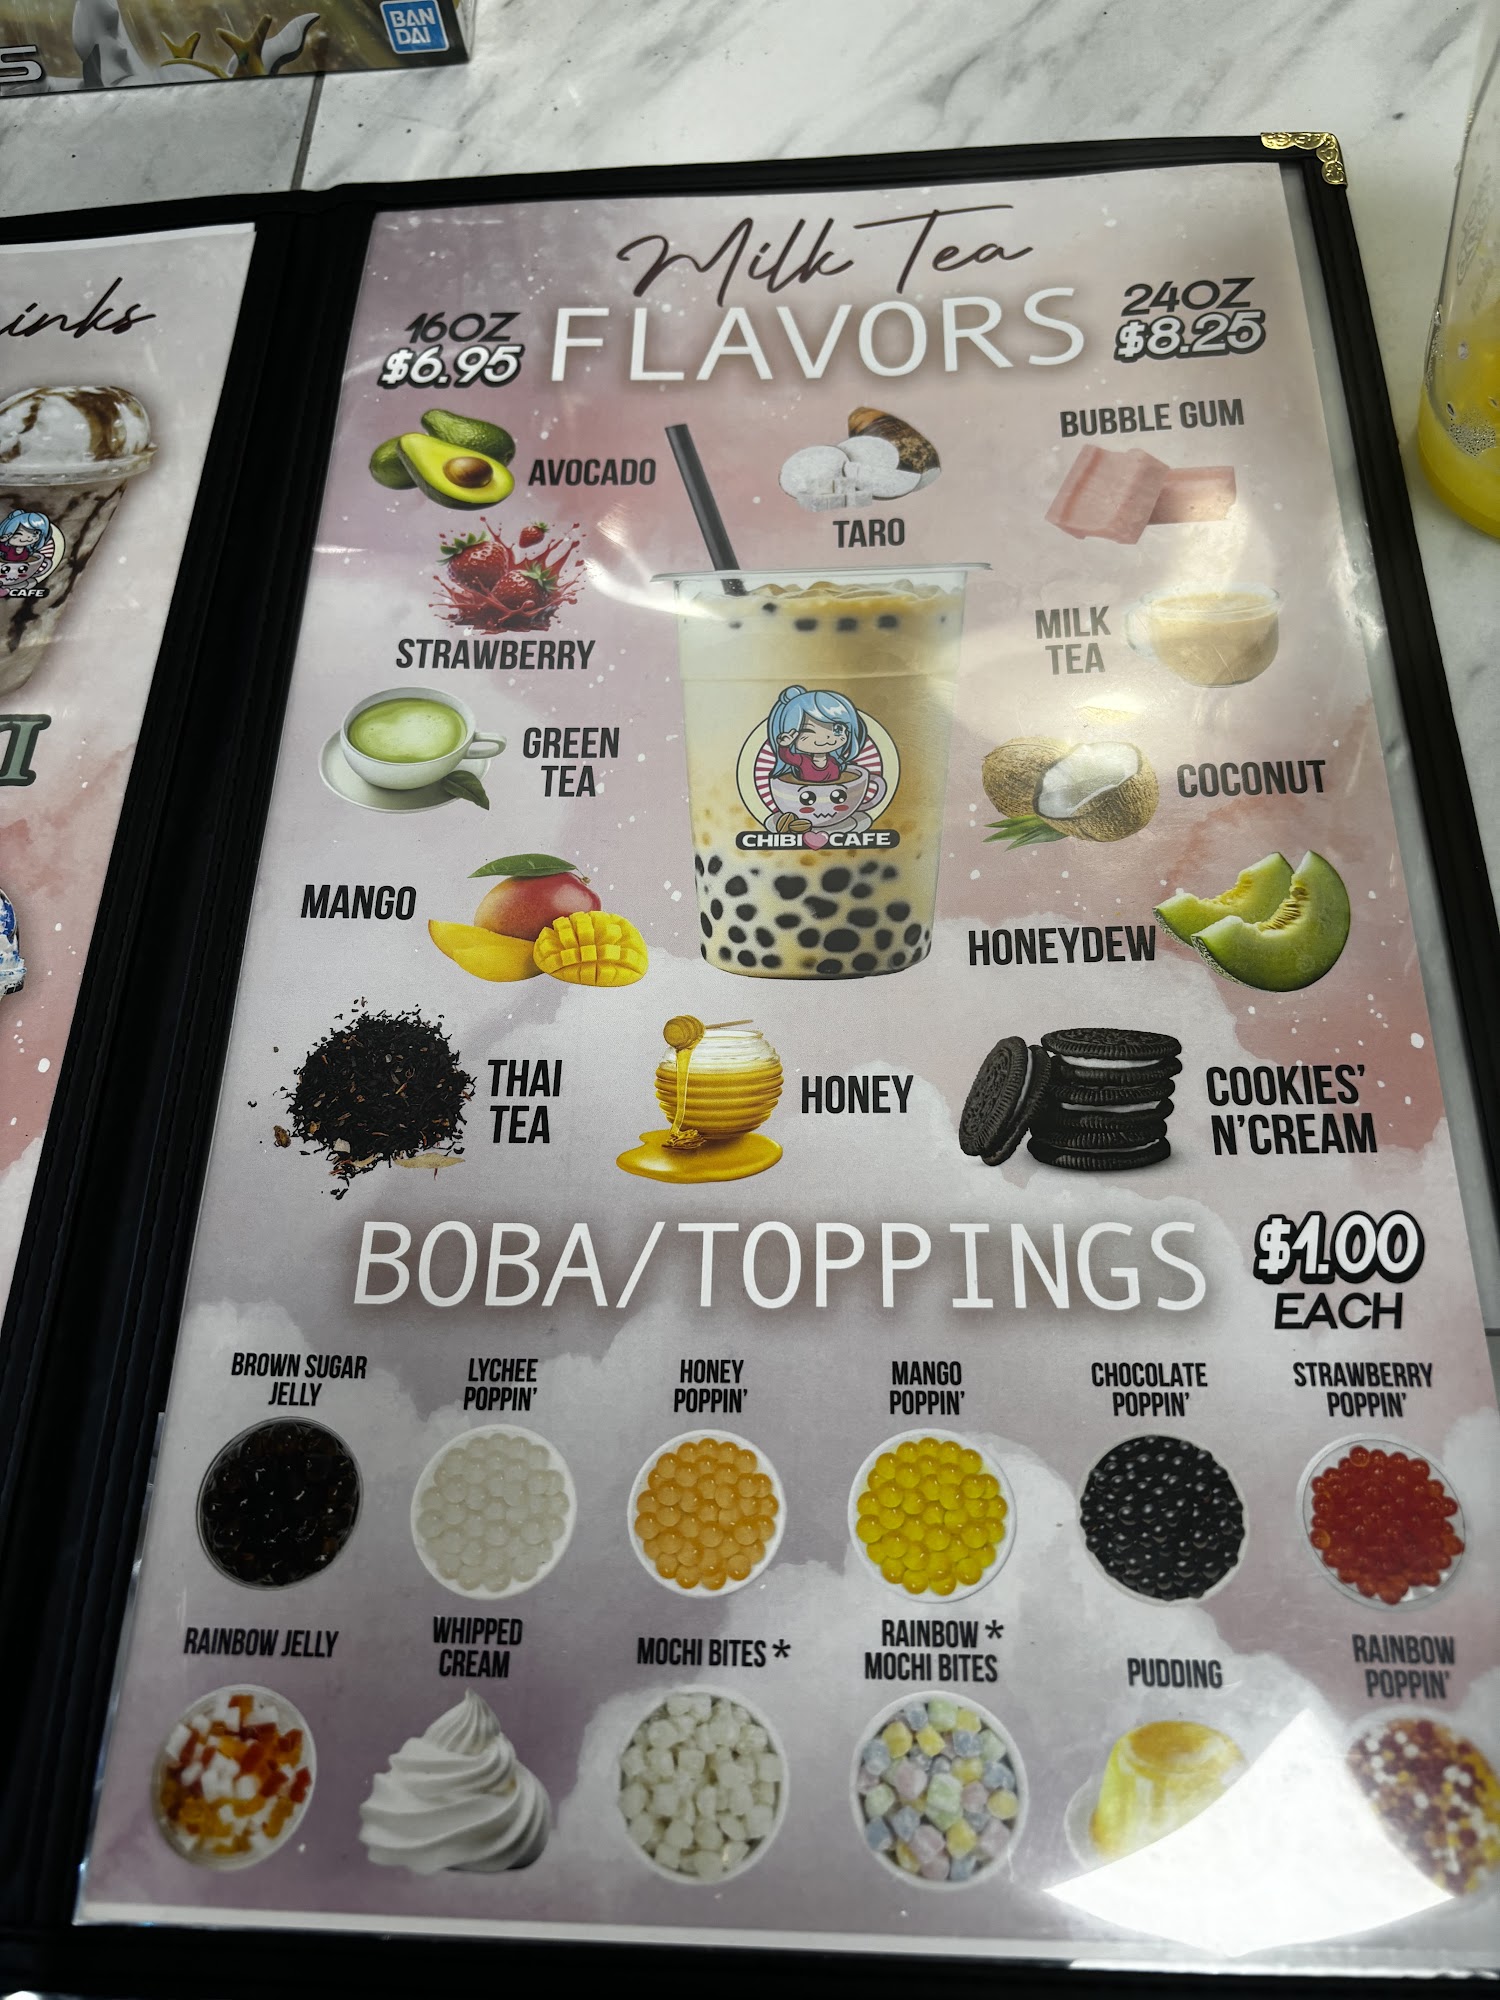 BAN
DAI
S
inks
CAFE
I
Milk Tea
FLAVORS
16OZ
$6.95
24OZ
$8.25
AVOCADO
TARO
BUBBLE GUM
STRAWBERRY
MILK
TEA
GREEN
TEA
COCONUT
CHIBI CAFE
MANGO
HONEYDEW
THAI
TEA
HONEY
COOKIES'
N'CREAM
BOBA/TOPPINGS
$1.00
EACH
BROWN SUGAR
JELLY
LYCHEE
POPPIN'
HONEY
POPPIN'
MANGO
POPPIN'
CHOCOLATE
POPPIN'
STRAWBERRY
POPPIN'
RAINBOW JELLY
WHIPPED
CREAM
MOCHI BITES *
RAINBOW *
MOCHI BITES
PUDDING
RAINBOW
POPPIN'